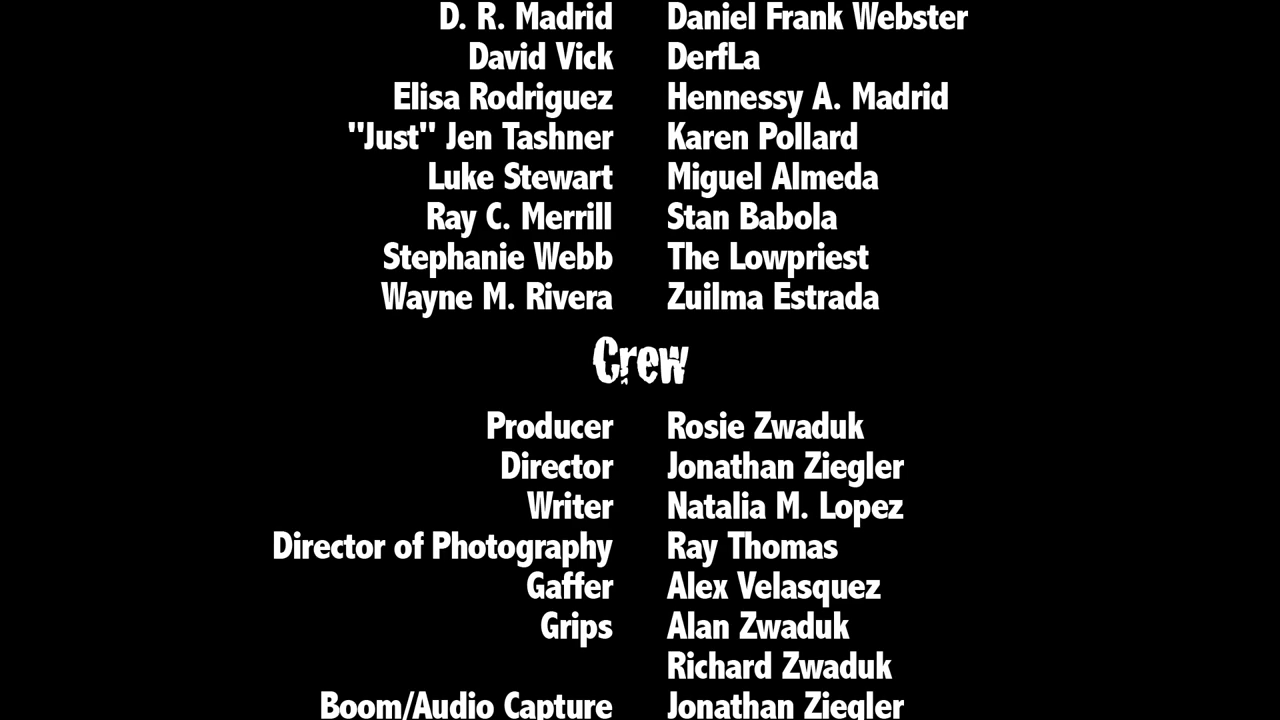 D. R. Madrid Daniel Frank Webster
David Vick DerfLa
Elisa Rodriguez Hennessy A. Madrid
"Just" Jen Tashner Karen Pollard
Luke Stewart Miguel Almeda
Ray C. Merrill Stan Babola
Stephanie Webb The Lowpriest
Wayne M. Rivera Zuilma Estrada
Crew
Producer Rosie Zwaduk
Director Jonathan Ziegler
Writer Natalia M. Lopez
Director of Photography Ray Thomas
Gaffer Alex Velasquez
Grips Alan Zwaduk
Richard Zwaduk
Boom/Audio Capture Jonathan Ziegler